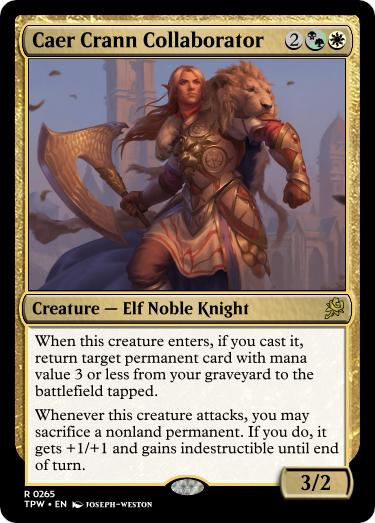 Caer Crann Collaborator 2
Creature — Elf Noble Knight
When this creature enters, if you cast it,
return target permanent card with mana
value 3 or less from your graveyard to the
battlefield tapped.
Whenever this creature attacks, you may
sacrifice a nonland permanent. If you do, it
gets +1/+1 and gains indestructible until end
of turn.
3/2
R 0265
TPW • EN JOSEPH-WESTON